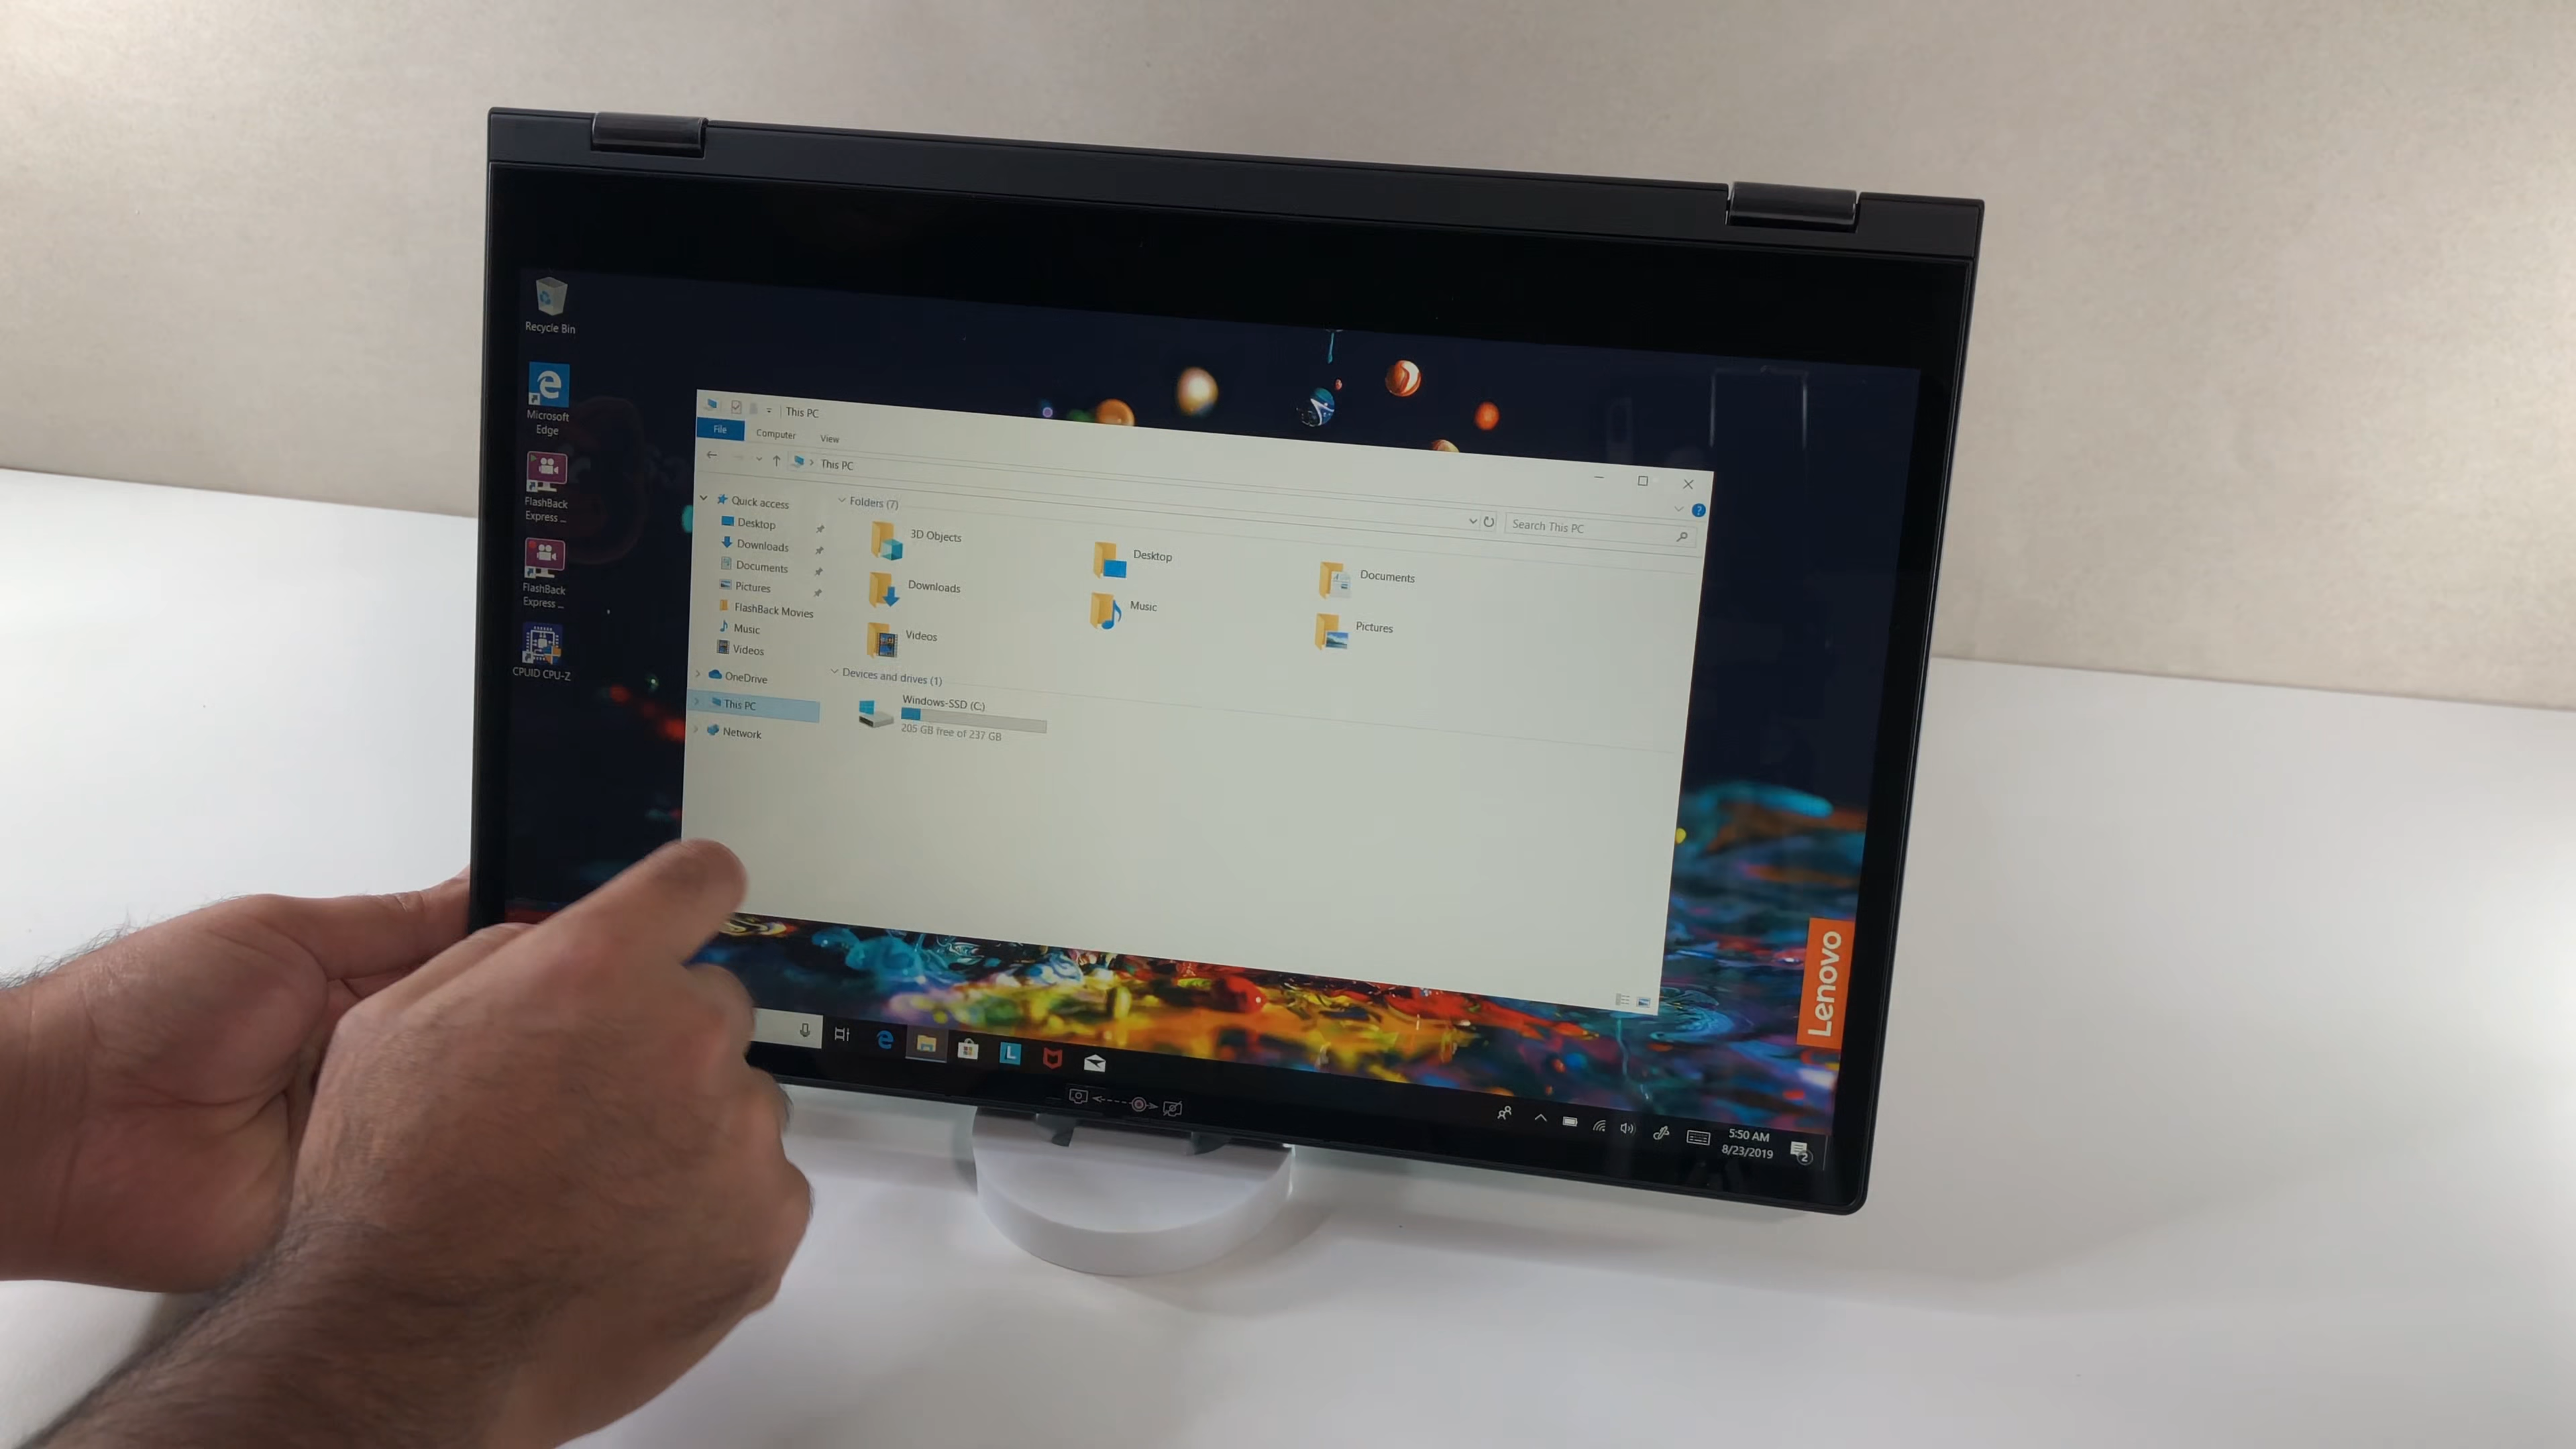 Recycle Bin
Microsoft
Edge
FlashBack
Express ...
FlashBack
Express ...
CPUID CPU-Z
This PC
File
Computer
View
This PC
Search This PC
Quick access
Desktop
Downloads
Documents
Pictures
FlashBack Movies
Music
Videos
OneDrive
This PC
Network
Folders (7)
3D Objects
Desktop
Documents
Downloads
Music
Pictures
Videos
Devices and drives (1)
Windows-SSD (C:)
205 GB free of 237 GB
Lenovo
L
5:50 AM
8/23/2019
2